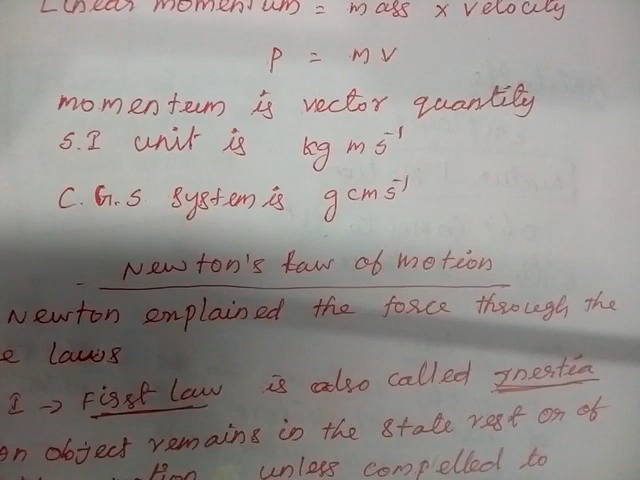 Linear momentum = mass x velocity
P = m v
momentum is vector quantity
S.I unit is kg m s⁻¹
C.G.S system is g cm s⁻¹
Newton's Law of motion
Newton explained the force through the
e laws
I → First Law is also called Inertia
an object remains in the state rest or of
unless compelled to